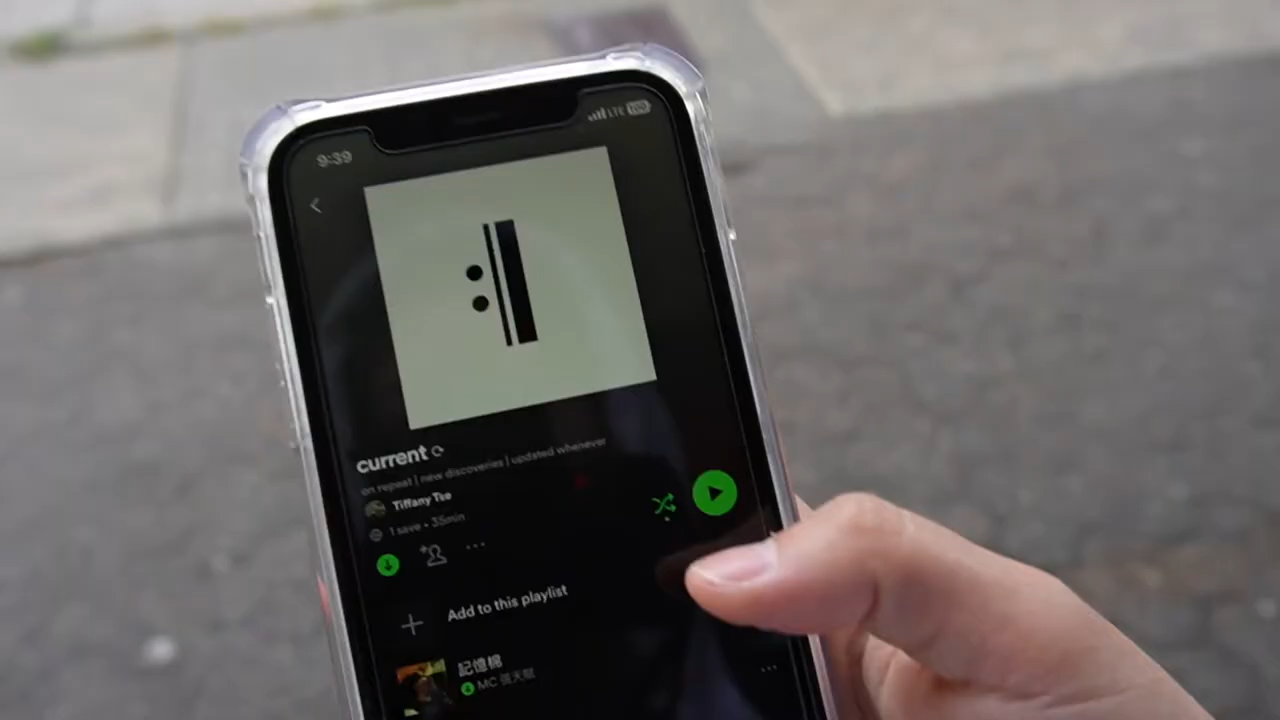 9:39
LTE 100
current
on repeat | new discoveries | updated whenever
Tiffany Tse
1 save • 35min
Add to this playlist
記憶棉
MC 張天賦